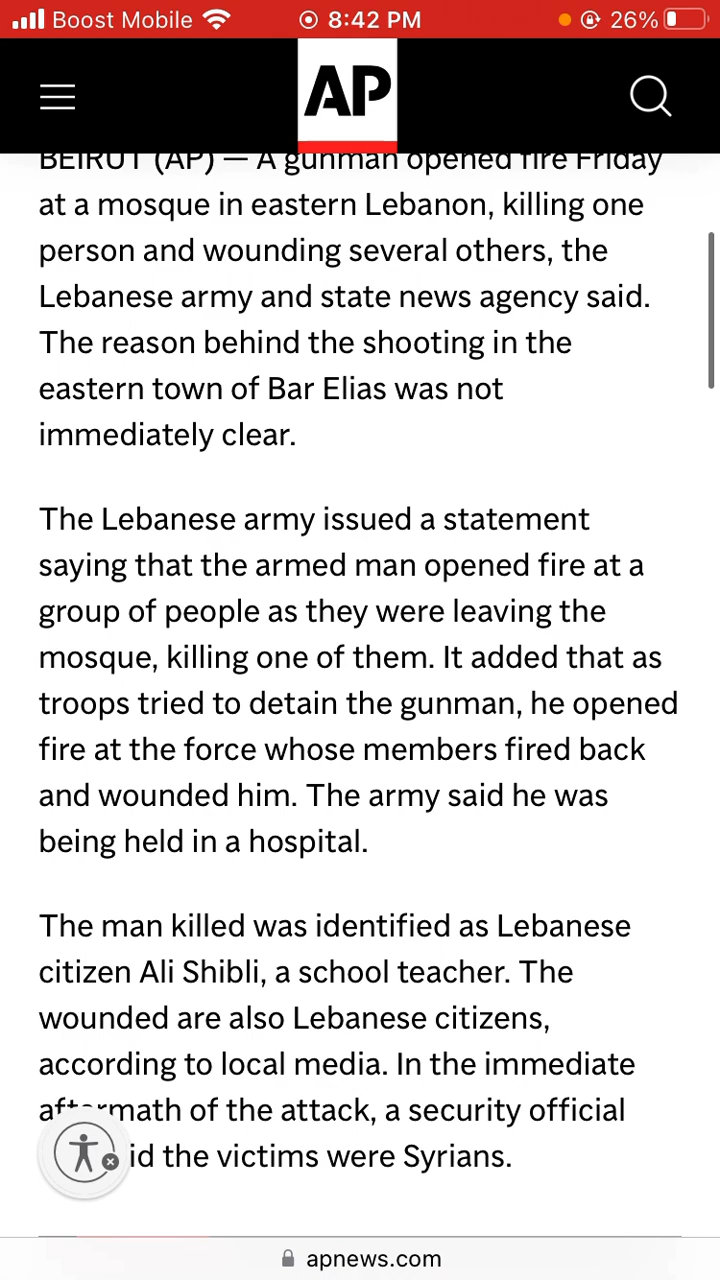 Boost Mobile
8:42 PM
26%
AP
BEIRUT (AP) — A gunman opened fire Friday
at a mosque in eastern Lebanon, killing one
person and wounding several others, the
Lebanese army and state news agency said.
The reason behind the shooting in the
eastern town of Bar Elias was not
immediately clear.
The Lebanese army issued a statement
saying that the armed man opened fire at a
group of people as they were leaving the
mosque, killing one of them. It added that as
troops tried to detain the gunman, he opened
fire at the force whose members fired back
and wounded him. The army said he was
being held in a hospital.
The man killed was identified as Lebanese
citizen Ali Shibli, a school teacher. The
wounded are also Lebanese citizens,
according to local media. In the immediate
aftermath of the attack, a security official
id the victims were Syrians.
apnews.com